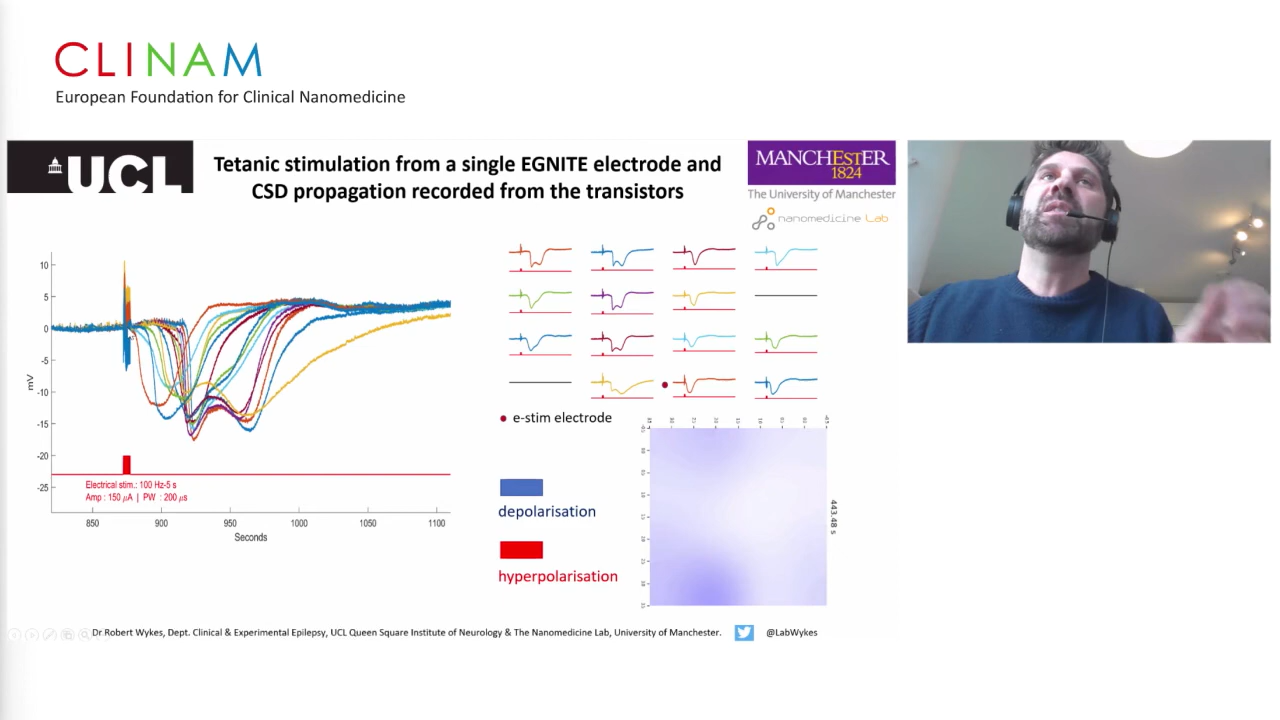 CLINAM
European Foundation for Clinical Nanomedicine
UCL
Tetanic stimulation from a single EGNITE electrode and
CSD propagation recorded from the transistors
MANCHESTER
1824
The University of Manchester
nanomedicine Lab
10
5
0
-5
-10
-15
-20
-25
mV
Electrical stim.: 100 Hz-5 s
Amp : 150 µA | PW : 200 µs
850
900
950
1000
1050
1100
Seconds
e-stim electrode
depolarisation
hyperpolarisation
443.48 s
Dr Robert Wykes, Dept. Clinical & Experimental Epilepsy, UCL Queen Square Institute of Neurology & The Nanomedicine Lab, University of Manchester.
@LabWykes